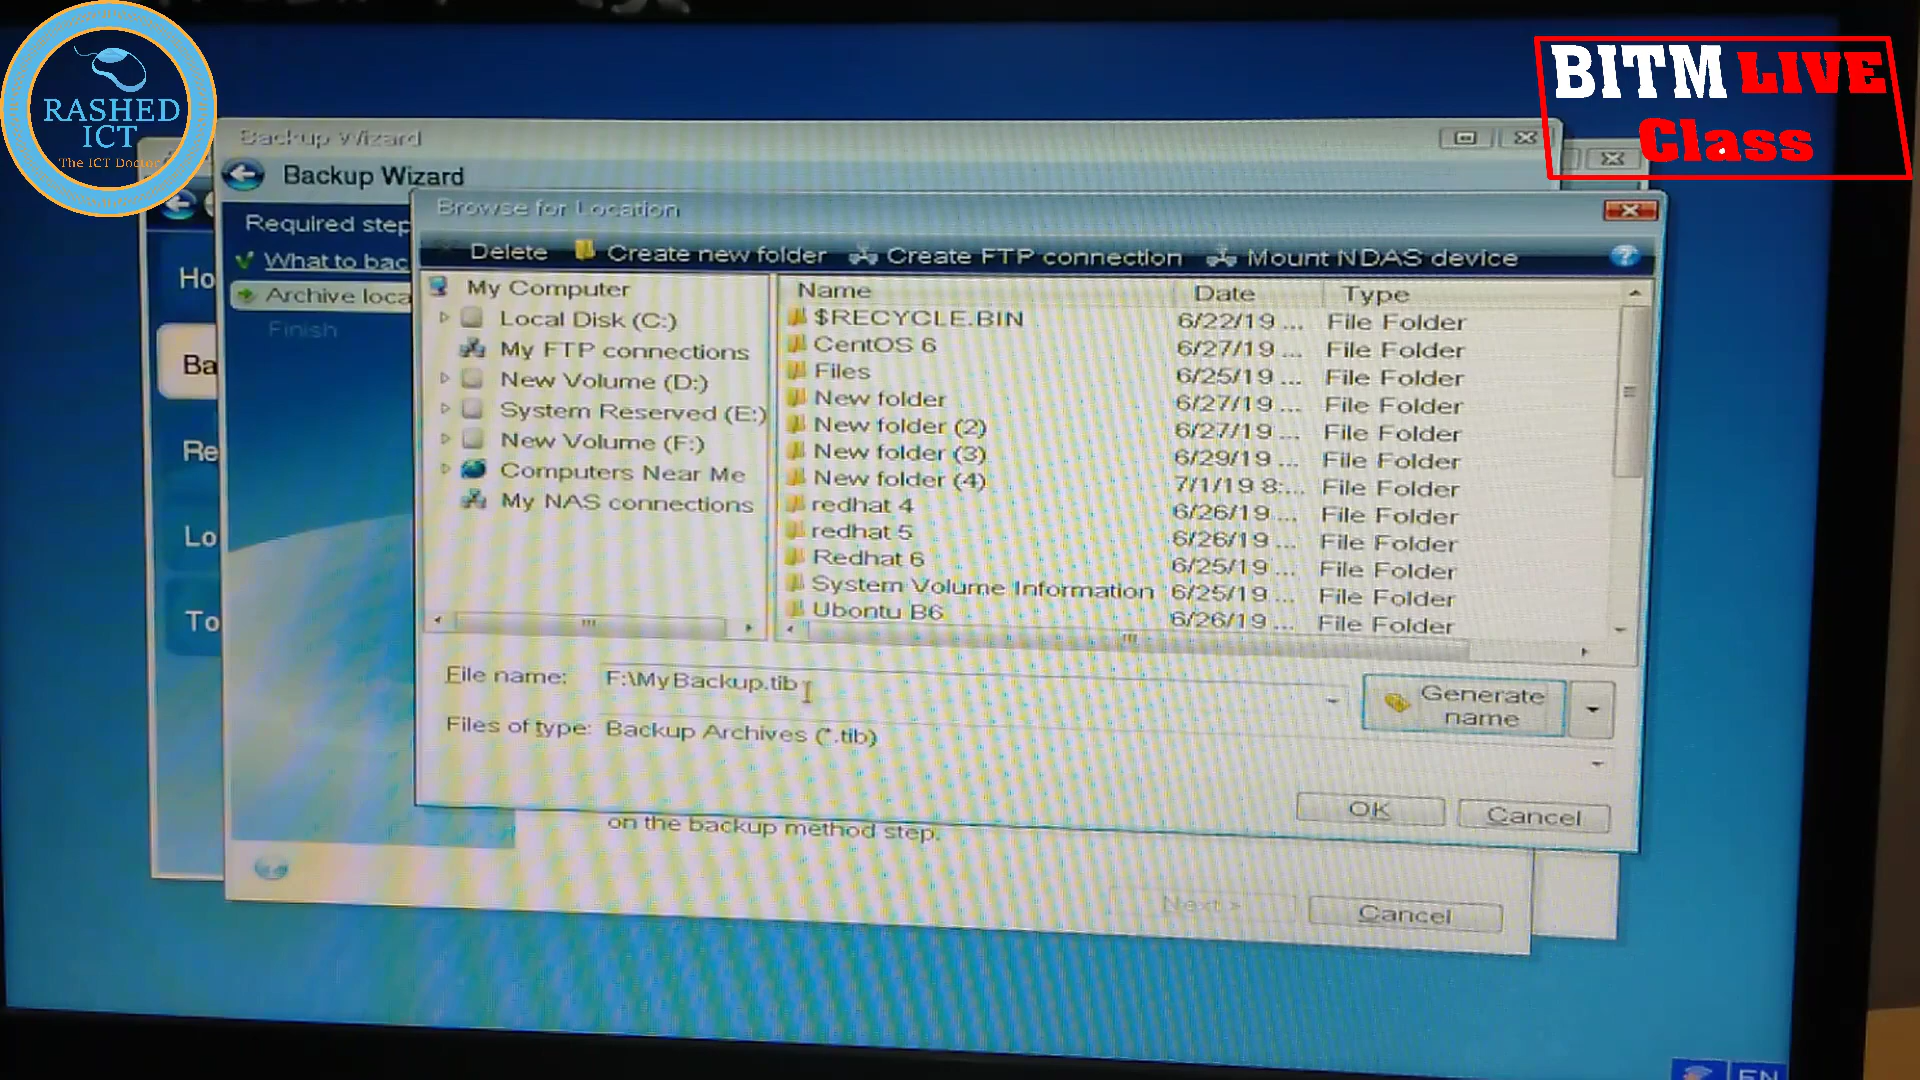 RASHED
ICT
The ICT Doctor
BITM LIVE
Class
Backup Wizard
Backup Wizard
Required step
What to bac
Archive loca
Finish
Ho
Ba
Re
Lo
To
Browse for Location
Delete Create new folder Create FTP connection Mount NDAS device
My Computer
Local Disk (C:)
My FTP connections
New Volume (D:)
System Reserved (E:)
New Volume (F:)
Computers Near Me
My NAS connections
Name Date Type
$RECYCLE.BIN 6/22/19 ... File Folder
CentOS 6 6/27/19 ... File Folder
Files 6/25/19 ... File Folder
New folder 6/27/19 ... File Folder
New folder (2) 6/27/19 ... File Folder
New folder (3) 6/29/19 ... File Folder
New folder (4) 7/1/19 8:... File Folder
redhat 4 6/26/19 ... File Folder
redhat 5 6/26/19 ... File Folder
Redhat 6 6/25/19 ... File Folder
System Volume Information 6/25/19 ... File Folder
Ubontu B6 6/26/19 ... File Folder
File name: F:\MyBackup.tib
Generate
name
Files of type: Backup Archives (*.tib)
OK Cancel
on the backup method step.
Next > Cancel
EN